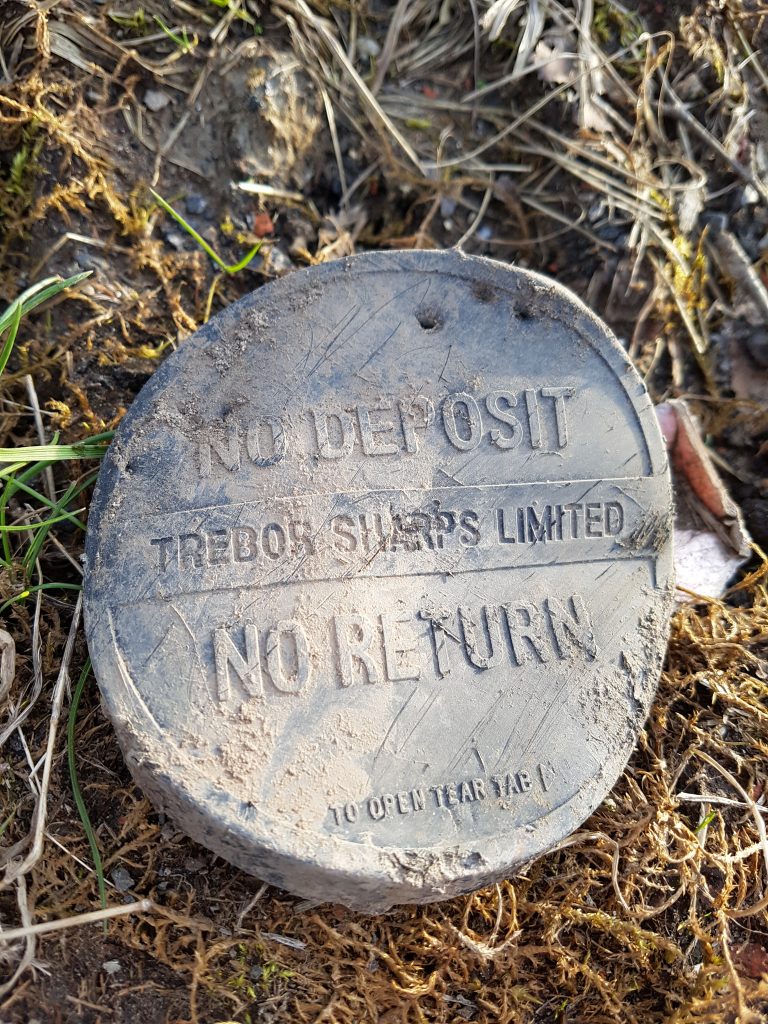 NO DEPOSIT
TREBOR SHARPS LIMITED
NO RETURN
TO OPEN TEAR TAB